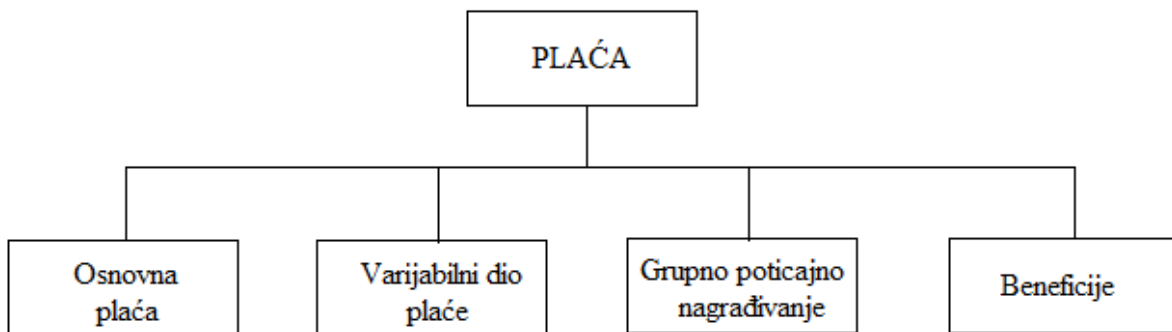 PLAĆA
Osnovna
plaća
Varijabilni dio
plaće
Grupno poticajno
nagrađivanje
Beneficije